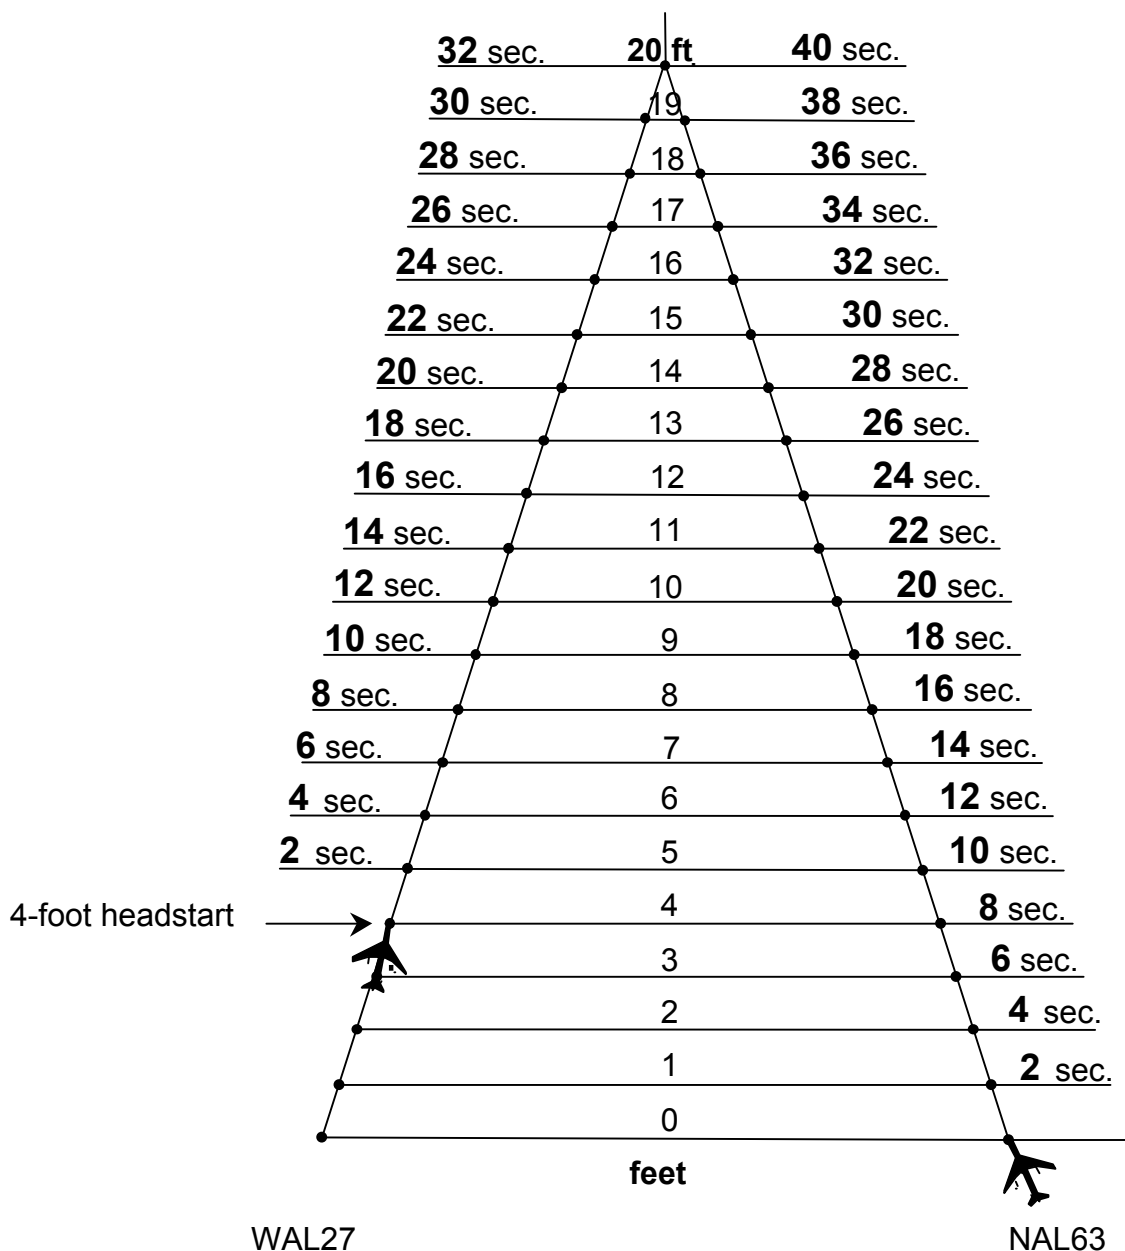 32 sec. 20 ft. 40 sec.
30 sec. 19 38 sec.
28 sec. 18 36 sec.
26 sec. 17 34 sec.
24 sec. 16 32 sec.
22 sec. 15 30 sec.
20 sec. 14 28 sec.
18 sec. 13 26 sec.
16 sec. 12 24 sec.
14 sec. 11 22 sec.
12 sec. 10 20 sec.
10 sec. 9 18 sec.
8 sec. 8 16 sec.
6 sec. 7 14 sec.
4 sec. 6 12 sec.
2 sec. 5 10 sec.
4-foot headstart 4 8 sec.
3 6 sec.
2 4 sec.
1 2 sec.
0
feet
WAL27 NAL63